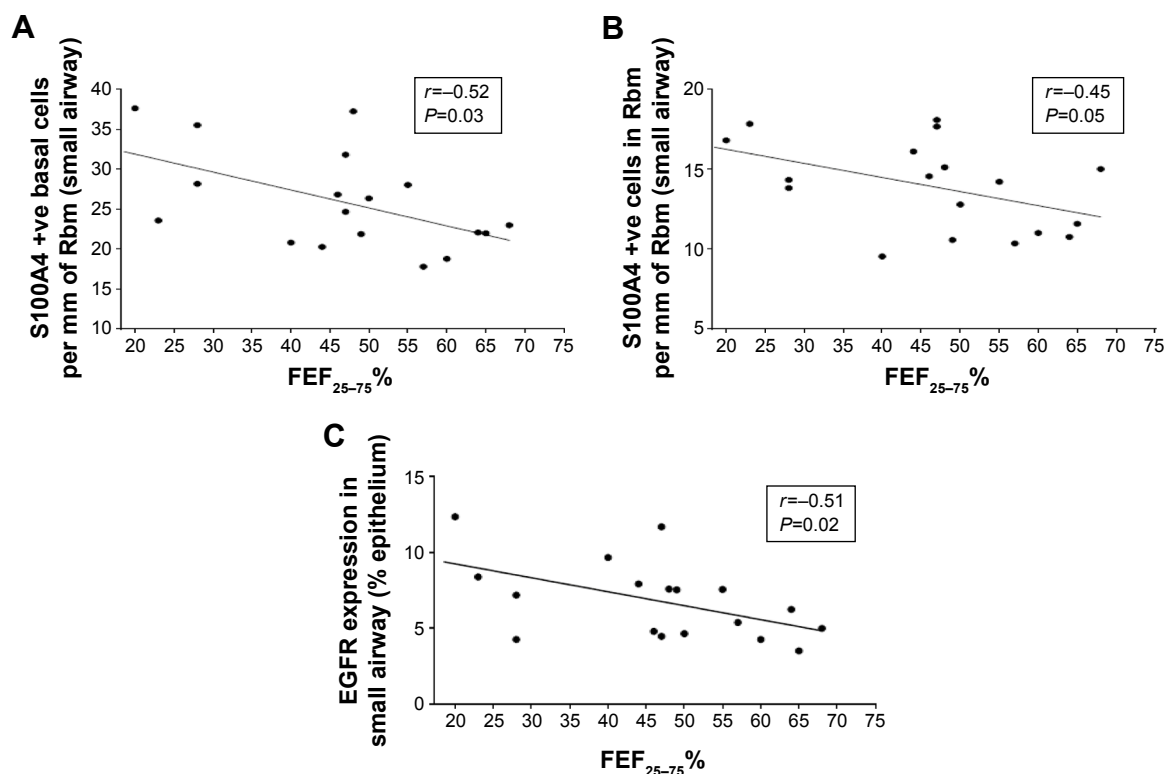 A
S100A4 +ve basal cells
per mm of Rbm (small airway)
40
35
30
25
20
15
10
r=–0.52
P=0.03
20 25 30 35 40 45 50 55 60 65 70 75
FEF25–75%
B
S100A4 +ve cells in Rbm
per mm of Rbm (small airway)
20
15
10
5
r=–0.45
P=0.05
20 25 30 35 40 45 50 55 60 65 70 75
FEF25–75%
C
EGFR expression in
small airway (% epithelium)
15
10
5
0
r=–0.51
P=0.02
20 25 30 35 40 45 50 55 60 65 70 75
FEF25–75%